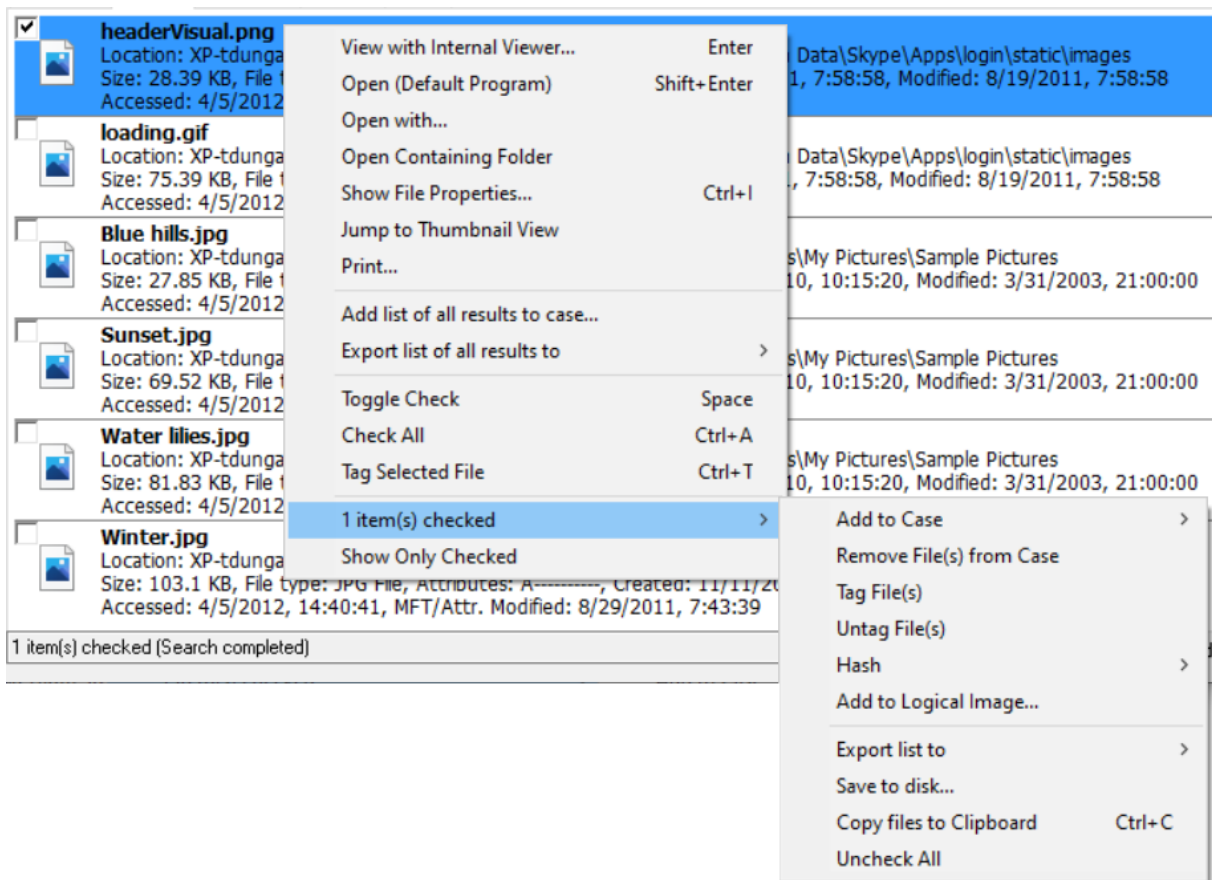 headerVisual.png
Location: XP-tdunga
Data\Skype\Apps\login\static\images
Size: 28.39 KB, File
1, 7:58:58, Modified: 8/19/2011, 7:58:58
Accessed: 4/5/2012
loading.gif
Location: XP-tdunga
Data\Skype\Apps\login\static\images
Size: 75.39 KB, File
, 7:58:58, Modified: 8/19/2011, 7:58:58
Accessed: 4/5/2012
Blue hills.jpg
Location: XP-tdunga
s\My Pictures\Sample Pictures
Size: 27.85 KB, File
10, 10:15:20, Modified: 3/31/2003, 21:00:00
Accessed: 4/5/2012
Sunset.jpg
Location: XP-tdunga
s\My Pictures\Sample Pictures
Size: 69.52 KB, File
10, 10:15:20, Modified: 3/31/2003, 21:00:00
Accessed: 4/5/2012
Water lilies.jpg
Location: XP-tdunga
s\My Pictures\Sample Pictures
Size: 81.83 KB, File
10, 10:15:20, Modified: 3/31/2003, 21:00:00
Accessed: 4/5/2012
Winter.jpg
Location: XP-tdunga
Size: 103.1 KB, File type: JPG File, Attributes: A----------, Created: 11/11/20
Accessed: 4/5/2012, 14:40:41, MFT/Attr. Modified: 8/29/2011, 7:43:39
1 item(s) checked (Search completed)
View with Internal Viewer... Enter
Open (Default Program) Shift+Enter
Open with...
Open Containing Folder
Show File Properties... Ctrl+I
Jump to Thumbnail View
Print...
Add list of all results to case...
Export list of all results to >
Toggle Check Space
Check All Ctrl+A
Tag Selected File Ctrl+T
1 item(s) checked >
Show Only Checked
Add to Case >
Remove File(s) from Case
Tag File(s)
Untag File(s)
Hash >
Add to Logical Image...
Export list to >
Save to disk...
Copy files to Clipboard Ctrl+C
Uncheck All